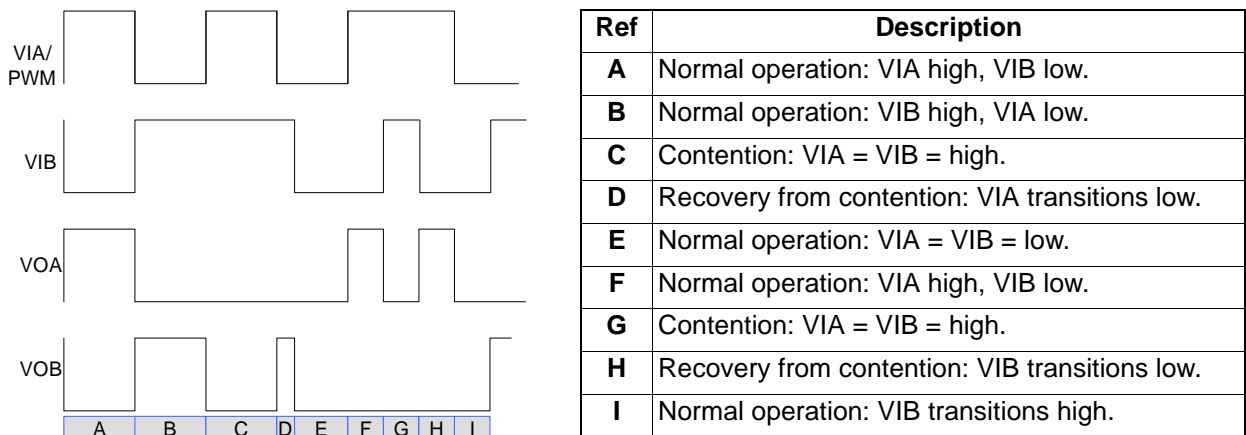 VIA/
PWM
VIB
VOA
VOB
A B C D E F G H I
Ref Description
A Normal operation: VIA high, VIB low.
B Normal operation: VIB high, VIA low.
C Contention: VIA = VIB = high.
D Recovery from contention: VIA transitions low.
E Normal operation: VIA = VIB = low.
F Normal operation: VIA high, VIB low.
G Contention: VIA = VIB = high.
H Recovery from contention: VIB transitions low.
I Normal operation: VIB transitions high.